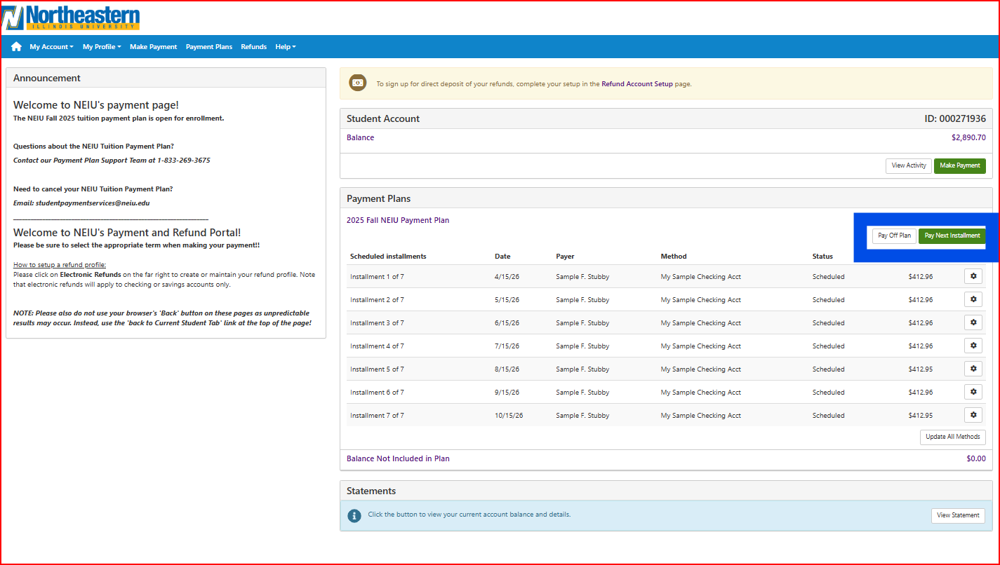 Northeastern
ILLINOIS UNIVERSITY
My Account My Profile Make Payment Payment Plans Refunds Help
Announcement
Welcome to NEIU's payment page!
The NEIU Fall 2025 tuition payment plan is open for enrollment.
Questions about the NEIU Tuition Payment Plan?
Contact our Payment Plan Support Team at 1-833-269-3675
Need to cancel your NEIU Tuition Payment Plan?
Email: studentpaymentservices@neiu.edu
Welcome to NEIU's Payment and Refund Portal!
Please be sure to select the appropriate term when making your payment!!
How to setup a refund profile:
Please click on Electronic Refunds on the far right to create or maintain your refund profile. Note
that electronic refunds will apply to checking or savings accounts only.
NOTE: Please also do not use your browser's 'Back' button on these pages as unpredictable
results may occur. Instead, use the 'back to Current Student Tab' link at the top of the page!
To sign up for direct deposit of your refunds, complete your setup in the Refund Account Setup page.
Student Account ID: 000271936
Balance $2,890.70
View Activity Make Payment
Payment Plans
2025 Fall NEIU Payment Plan
Pay Off Plan Pay Next Installment
Scheduled installments Date Payer Method Status
Installment 1 of 7 4/15/26 Sample F. Stubby My Sample Checking Acct Scheduled $412.96
Installment 2 of 7 5/15/26 Sample F. Stubby My Sample Checking Acct Scheduled $412.96
Installment 3 of 7 6/15/26 Sample F. Stubby My Sample Checking Acct Scheduled $412.96
Installment 4 of 7 7/15/26 Sample F. Stubby My Sample Checking Acct Scheduled $412.96
Installment 5 of 7 8/15/26 Sample F. Stubby My Sample Checking Acct Scheduled $412.95
Installment 6 of 7 9/15/26 Sample F. Stubby My Sample Checking Acct Scheduled $412.96
Installment 7 of 7 10/15/26 Sample F. Stubby My Sample Checking Acct Scheduled $412.95
Update All Methods
Balance Not Included in Plan $0.00
Statements
Click the button to view your current account balance and details.
View Statement